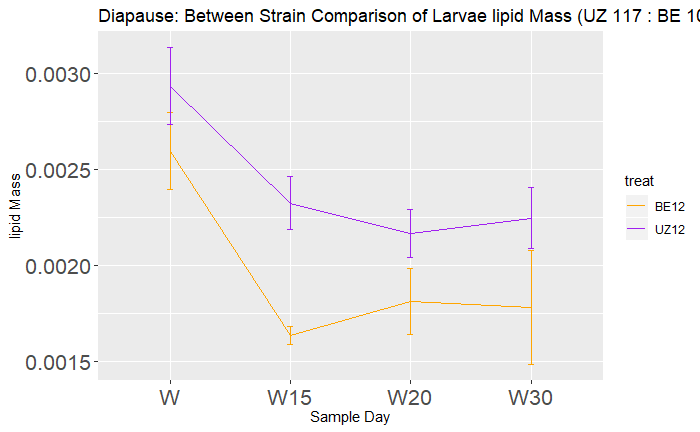 Diapause: Between Strain Comparison of Larvae lipid Mass (UZ 117 : BE 10
0.0030
0.0025
0.0020
0.0015
lipid Mass
W W15 W20 W30
Sample Day
treat
BE12
UZ12